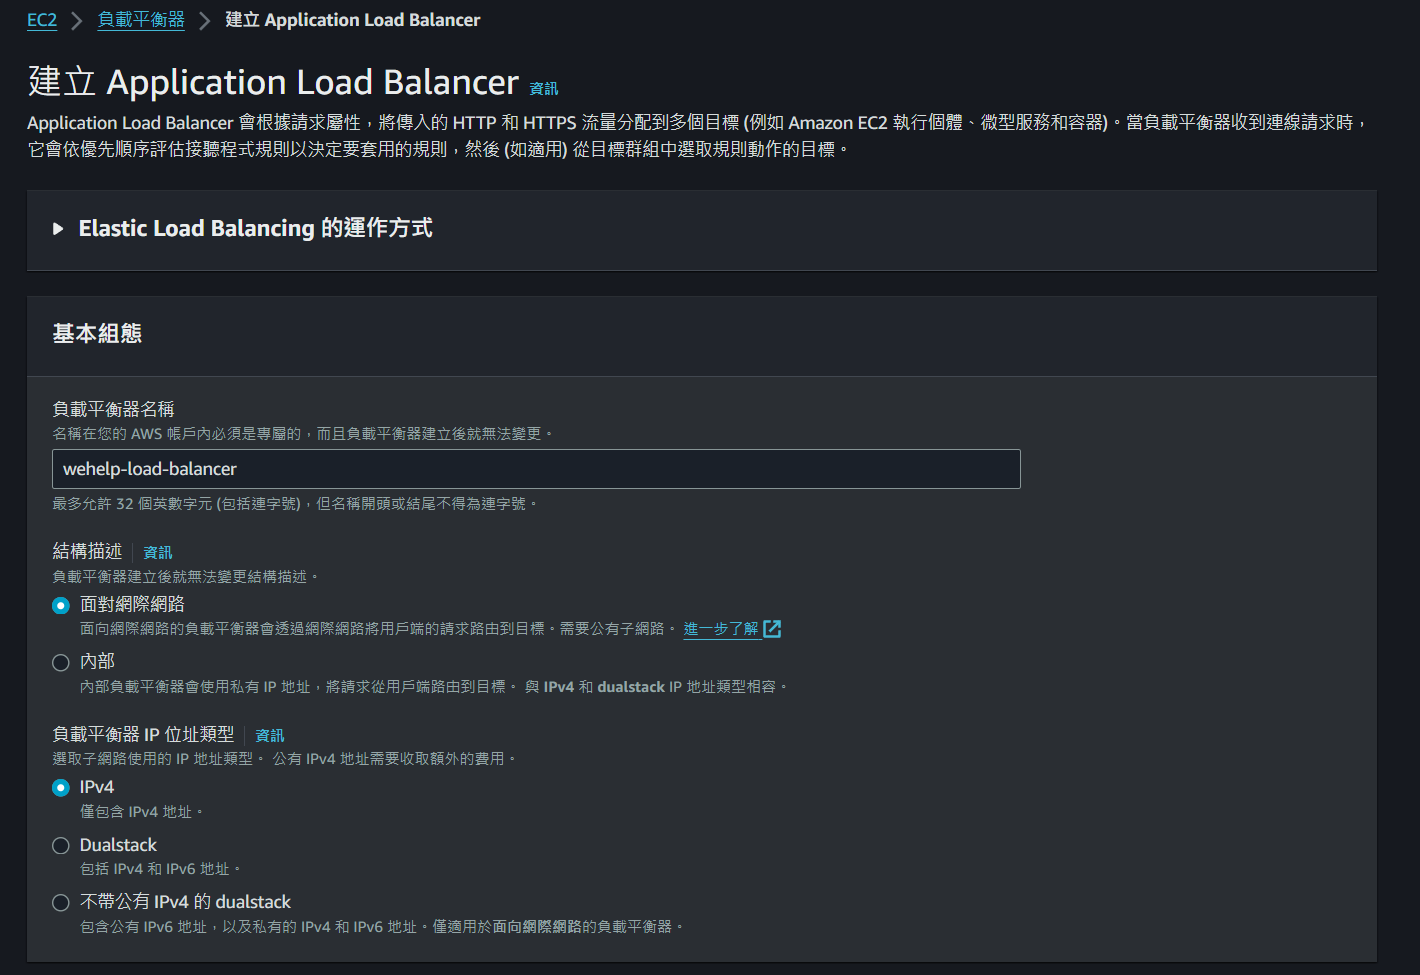 EC2 > 負載平衡器 > 建立 Application Load Balancer
建立 Application Load Balancer 資訊
Application Load Balancer 會根據請求屬性，將傳入的 HTTP 和 HTTPS 流量分配到多個目標 (例如 Amazon EC2 執行個體、微型服務和容器)。當負載平衡器收到連線請求時，
它會依優先順序評估接聽程式規則以決定要套用的規則，然後 (如適用) 從目標群組中選取規則動作的目標。
Elastic Load Balancing 的運作方式
基本組態
負載平衡器名稱
名稱在您的 AWS 帳戶內必須是專屬的，而且負載平衡器建立後就無法變更。
wehelp-load-balancer
最多允許 32 個英數字元 (包括連字號)，但名稱開頭或結尾不得為連字號。
結構描述 資訊
負載平衡器建立後就無法變更結構描述。
面對網際網路
面向網際網路的負載平衡器會透過網際網路將用戶端的請求路由到目標。需要公有子網路。 進一步了解
內部
內部負載平衡器會使用私有 IP 地址，將請求從用戶端路由到目標。 與 IPv4 和 dualstack IP 地址類型相容。
負載平衡器 IP 位址類型 資訊
選取子網路使用的 IP 地址類型。 公有 IPv4 地址需要收取額外的費用。
IPv4
僅包含 IPv4 地址。
Dualstack
包括 IPv4 和 IPv6 地址。
不帶公有 IPv4 的 dualstack
包含公有 IPv6 地址，以及私有的 IPv4 和 IPv6 地址。僅適用於面向網際網路的負載平衡器。